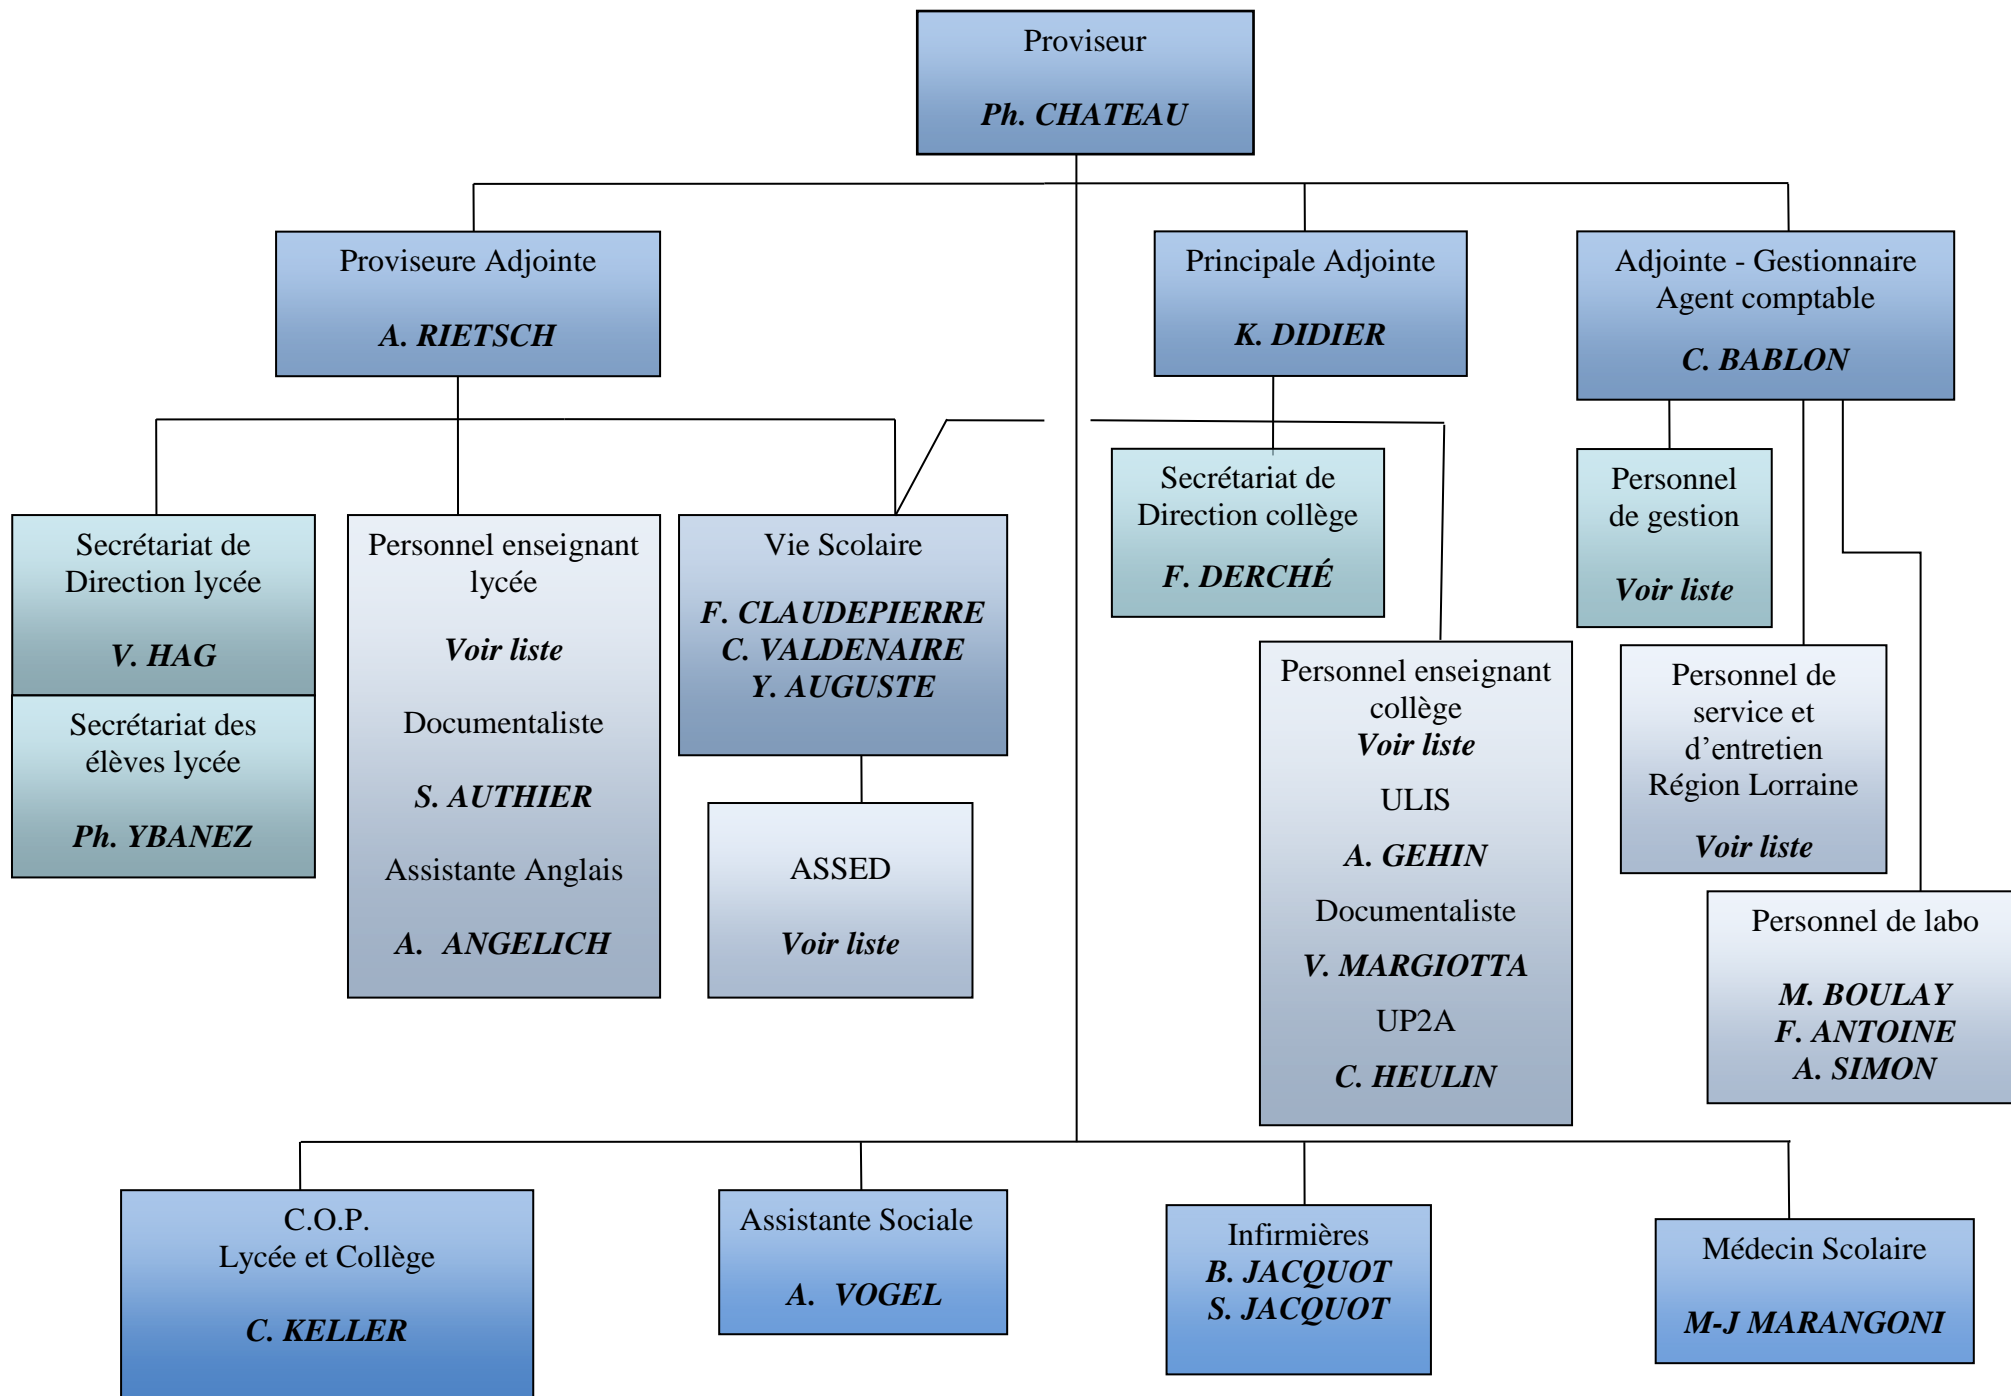 Proviseur
Ph. CHATEAU
Proviseure Adjointe
A. RIETSCH
Principale Adjointe
K. DIDIER
Adjointe - Gestionnaire
Agent comptable
C. BABLON
Secrétariat de
Direction lycée
V. HAG
Secrétariat des
élèves lycée
Ph. YBANEZ
Personnel enseignant
lycée
Voir liste
Documentaliste
S. AUTHIER
Assistante Anglais
A. ANGELICH
Vie Scolaire
F. CLAUDEPIERRE
C. VALDENAIRE
Y. AUGUSTE
ASSED
Voir liste
Secrétariat de
Direction collège
F. DERCHÉ
Personnel enseignant
collège
Voir liste
ULIS
A. GEHIN
Documentaliste
V. MARGIOTTA
UP2A
C. HEULIN
Personnel
de gestion
Voir liste
Personnel de
service et
d’entretien
Région Lorraine
Voir liste
Personnel de labo
M. BOULAY
F. ANTOINE
A. SIMON
C.O.P.
Lycée et Collège
C. KELLER
Assistante Sociale
A. VOGEL
Infirmières
B. JACQUOT
S. JACQUOT
Médecin Scolaire
M-J MARANGONI